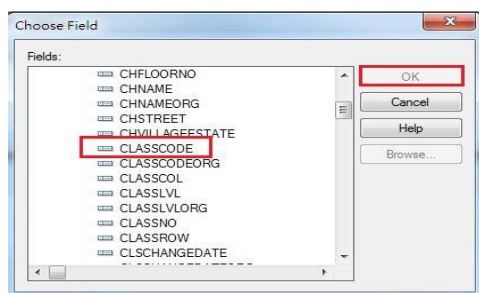 Choose Field
Fields:
CHFLOORNO
CHNAME
CHNAMEORG
CHSTREET
CHVILLAGEESTATE
CLASSCODE
CLASSCODEORG
CLASSCOL
CLASSLVL
CLASSLVLORG
CLASSNO
CLASSROW
CLSCHANGEDATE
OK
Cancel
Help
Browse...